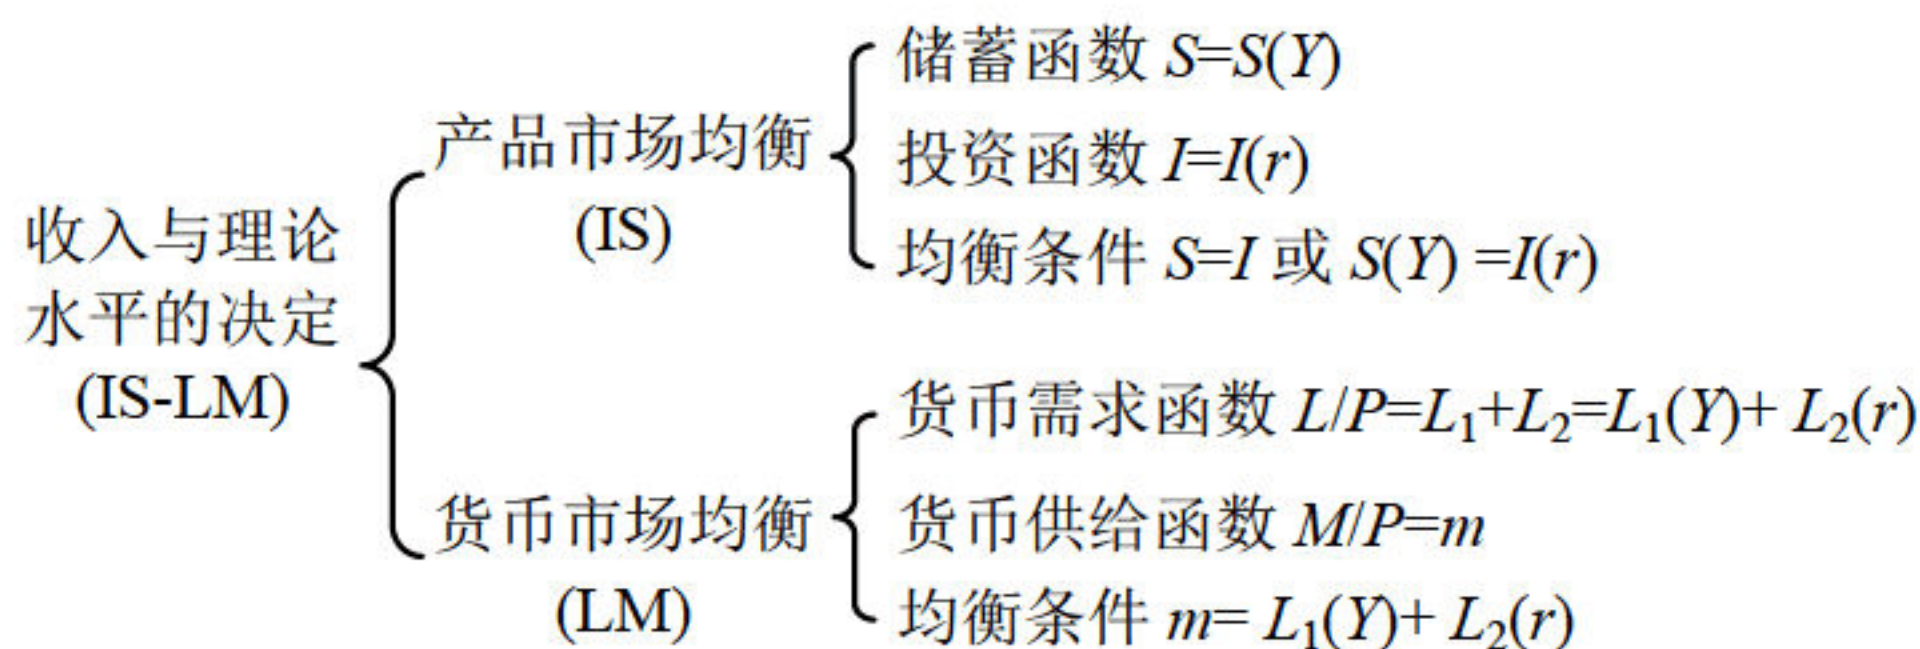 收入与理论
水平的决定
(IS-LM)
产品市场均衡
(IS)
储蓄函数 S=S(Y)
投资函数 I=I(r)
均衡条件 S=I 或 S(Y) =I(r)
货币市场均衡
(LM)
货币需求函数 L/P=L₁+L₂=L₁(Y)+ L₂(r)
货币供给函数 M/P=m
均衡条件 m= L₁(Y)+ L₂(r)